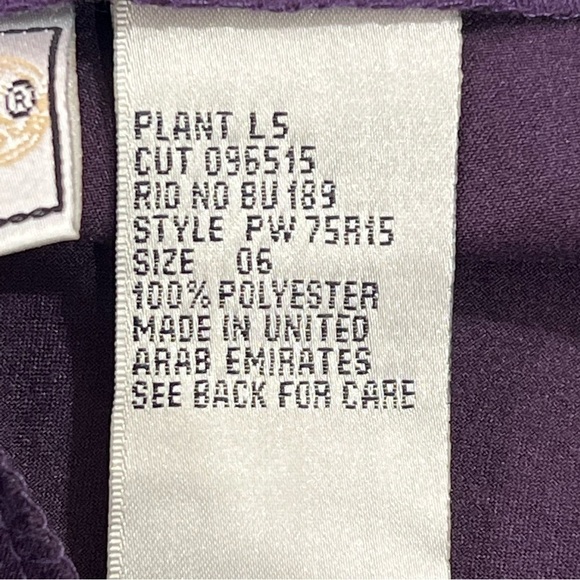 ®
PLANT LS
CUT 096515
RID NO BU 189
STYLE PW 75R15
SIZE 06
100% POLYESTER
MADE IN UNITED
ARAB EMIRATES
SEE BACK FOR CARE